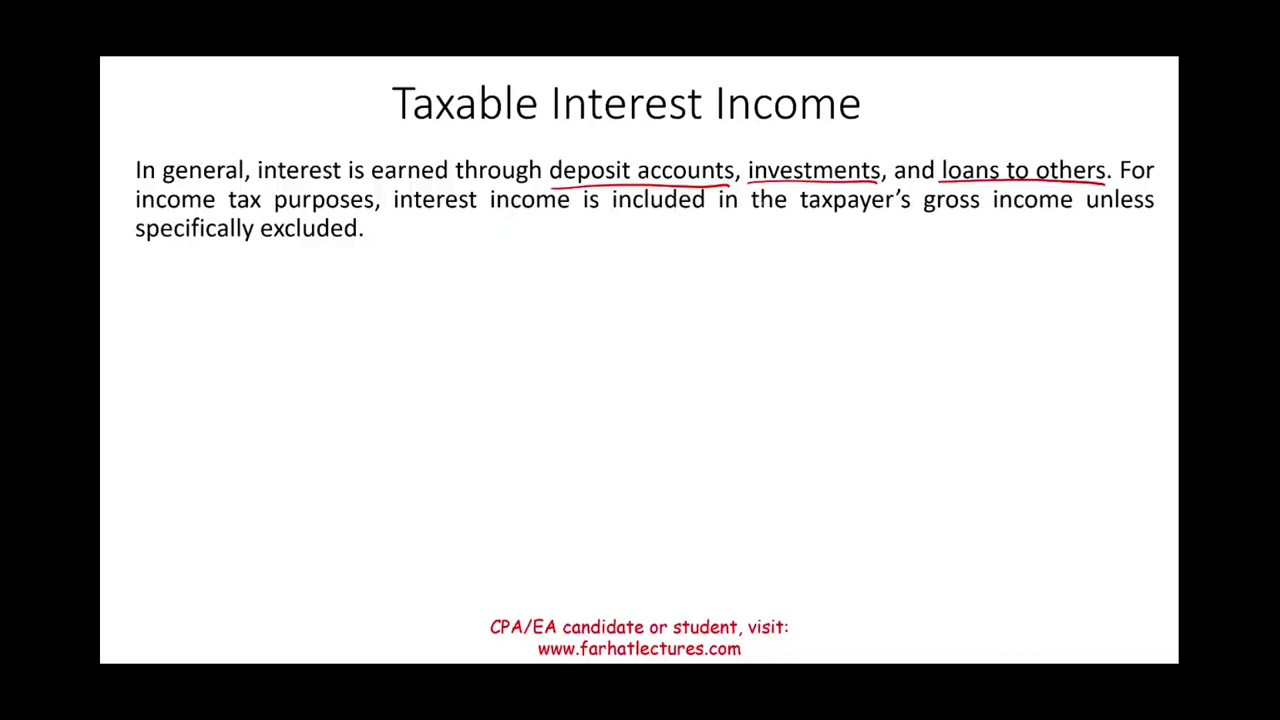 Taxable Interest Income
In general, interest is earned through deposit accounts, investments, and loans to others. For
income tax purposes, interest income is included in the taxpayer’s gross income unless
specifically excluded.
CPA/EA candidate or student, visit:
www.farhatlectures.com